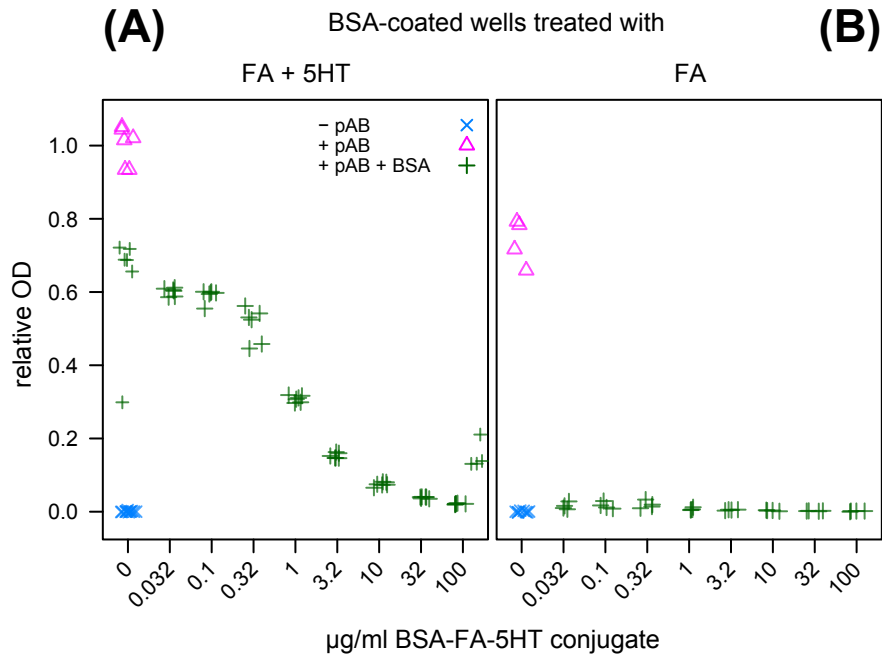 (A) BSA-coated wells treated with (B)
FA + 5HT FA
− pAB
+ pAB
+ pAB + BSA
relative OD
1.0
0.8
0.6
0.4
0.2
0.0
0 0.032 0.1 0.32 1 3.2 10 32 100 0 0.032 0.1 0.32 1 3.2 10 32 100
µg/ml BSA-FA-5HT conjugate